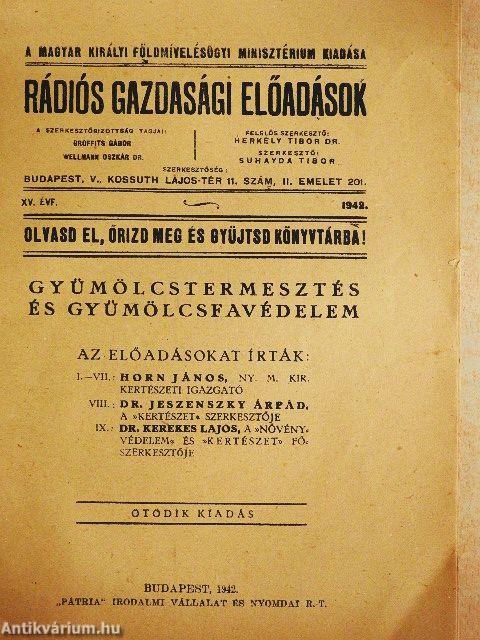 A MAGYAR KIRÁLYI FÖLDMÍVELÉSÜGYI MINISZTÉRIUM KIADÁSA
RÁDIÓS GAZDASÁGI ELŐADÁSOK
A SZERKESZTŐBIZOTTSÁG TAGJAI:
GROFFITS GÁBOR
WELLMANN OSZKÁR DR.
FELELŐS SZERKESZTŐ:
HERKÉLY TIBOR DR.
SZERKESZTŐ:
SUHAYDA TIBOR
SZERKESZTŐSÉG:
BUDAPEST, V., KOSSUTH LAJOS-TÉR 11. SZÁM, II. EMELET 201.
XV. ÉVF. 1942.
OLVASD EL, ŐRIZD MEG ÉS GYÜJTSD KÖNYVTÁRBA!
GYÜMÖLCSTERMESZTÉS
ÉS GYÜMÖLCSFAVÉDELEM
AZ ELŐADÁSOKAT ÍRTÁK:
I.—VII.: HORN JÁNOS, NY. M. KIR.
KERTÉSZETI IGAZGATÓ
VIII.: DR. JESZENSZKY ÁRPÁD,
A »KERTÉSZET« SZERKESZTŐJE
IX.: DR. KEREKES LAJOS, A »NÖVÉNY-
VÉDELEM« ÉS »KERTÉSZET« FŐ-
SZERKESZTŐJE
ÖTÖDIK KIADÁS
BUDAPEST, 1942.
„PÁTRIA" IRODALMI VÁLLALAT ÉS NYOMDAI R.-T.
Antikvárium.hu